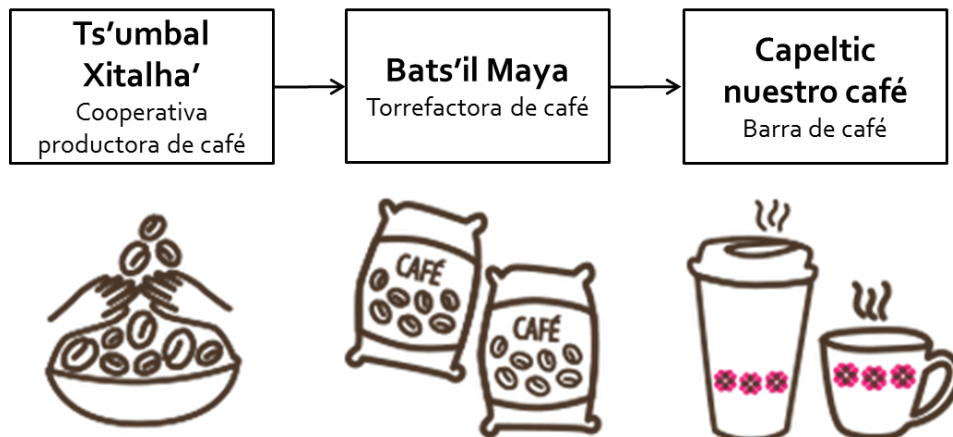 Ts’umbal
Xitalha’
Cooperativa
productora de café
Bats’il Maya
Torrefactora de café
Capeltic
nuestro café
Barra de café
CAFÉ
CAFÉ